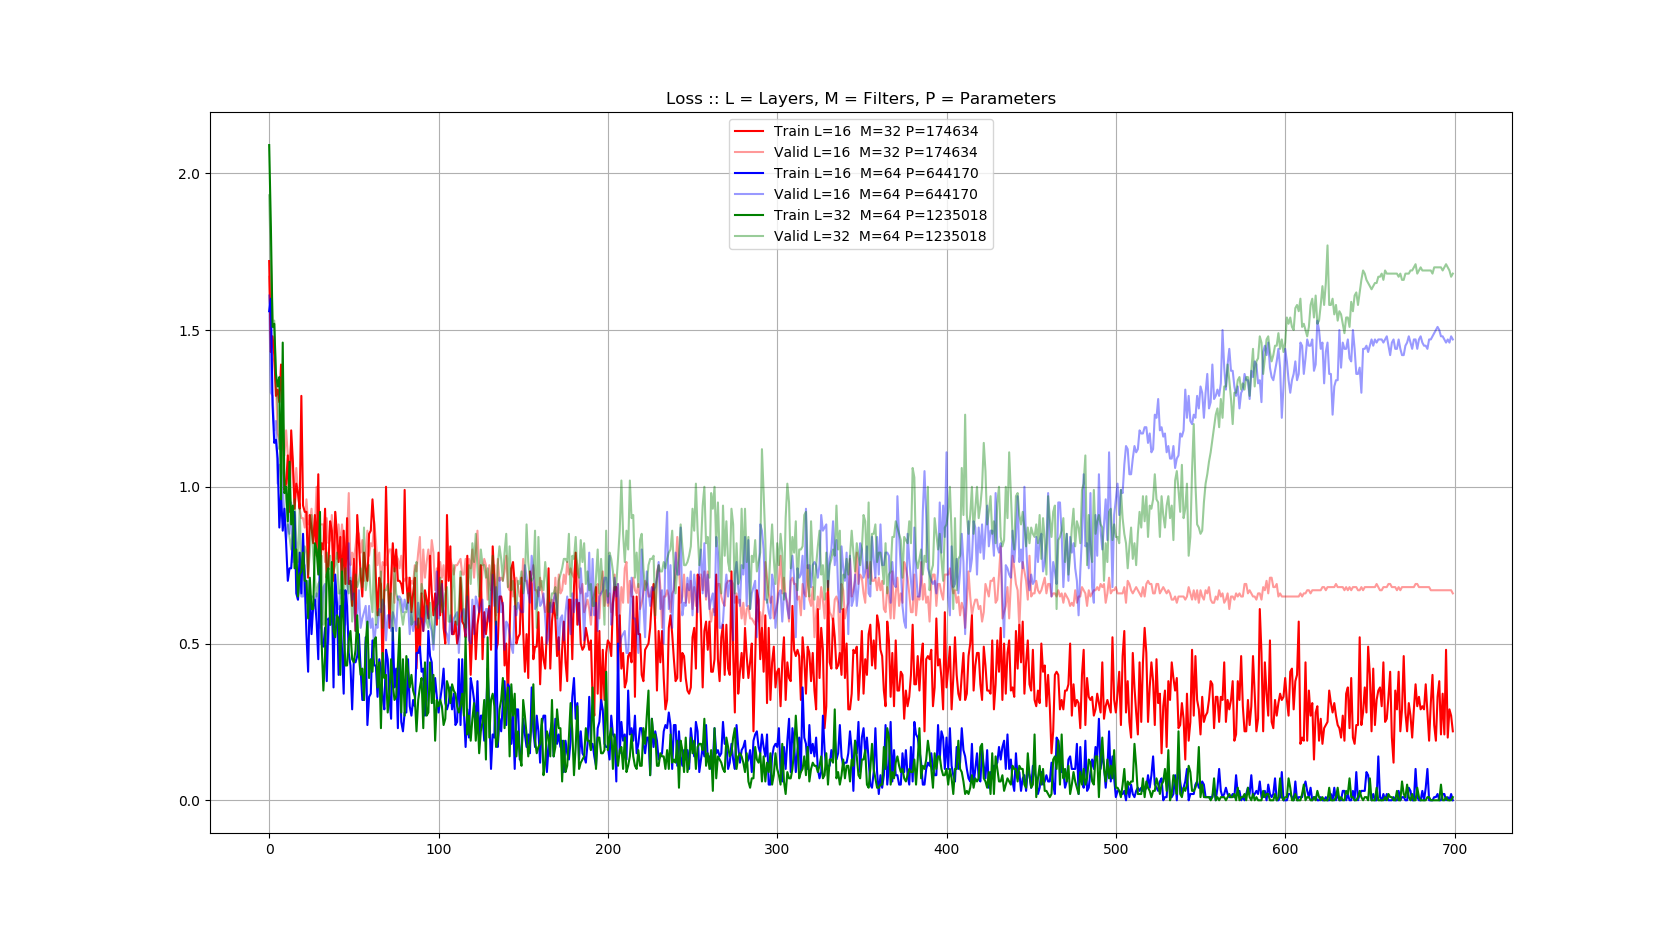 Loss :: L = Layers, M = Filters, P = Parameters
Train L=16  M=32 P=174634
Valid L=16  M=32 P=174634
Train L=16  M=64 P=644170
Valid L=16  M=64 P=644170
Train L=32  M=64 P=1235018
Valid L=32  M=64 P=1235018
2.0
1.5
1.0
0.5
0.0
0 100 200 300 400 500 600 700